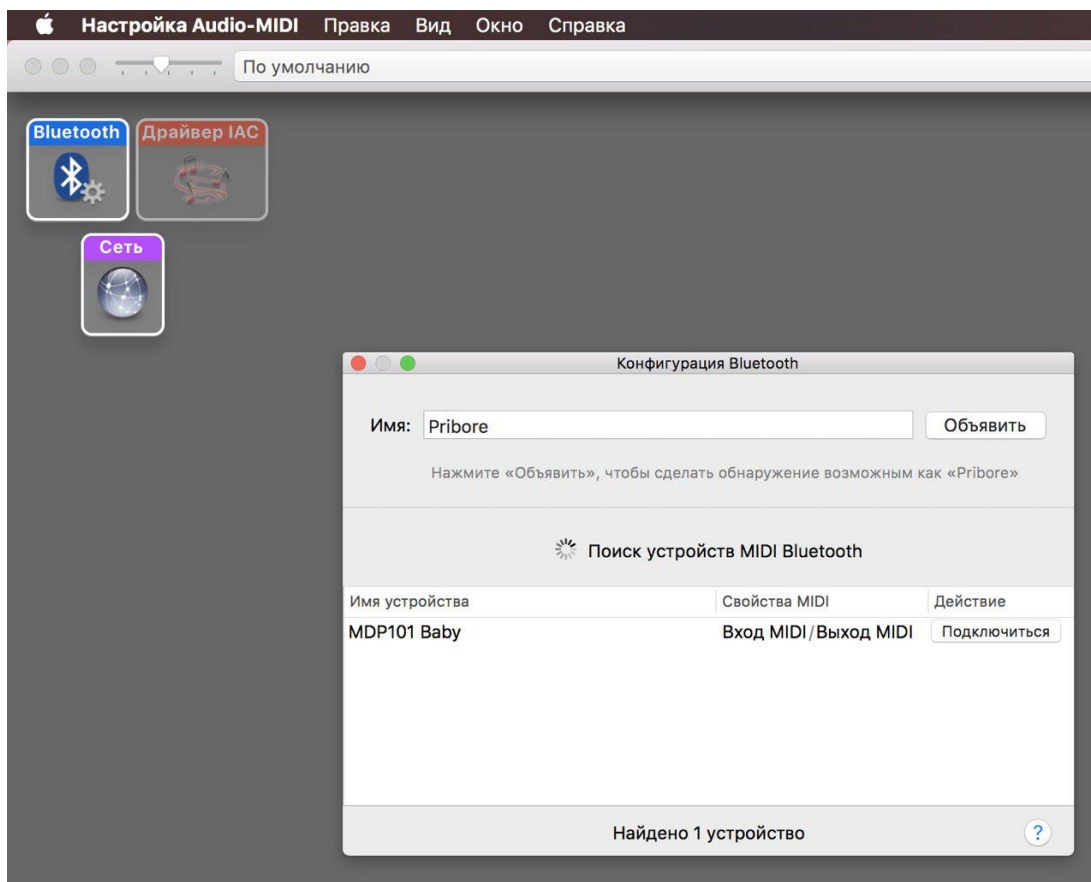 Настройка Audio-MIDI Правка Вид Окно Справка
По умолчанию
Bluetooth Драйвер IAC
Сеть
Конфигурация Bluetooth
Имя: Pribore Объявить
Нажмите «Объявить», чтобы сделать обнаружение возможным как «Pribore»
Поиск устройств MIDI Bluetooth
Имя устройства Свойства MIDI Действие
MDP101 Baby Вход MIDI/Выход MIDI Подключиться
Найдено 1 устройство ?